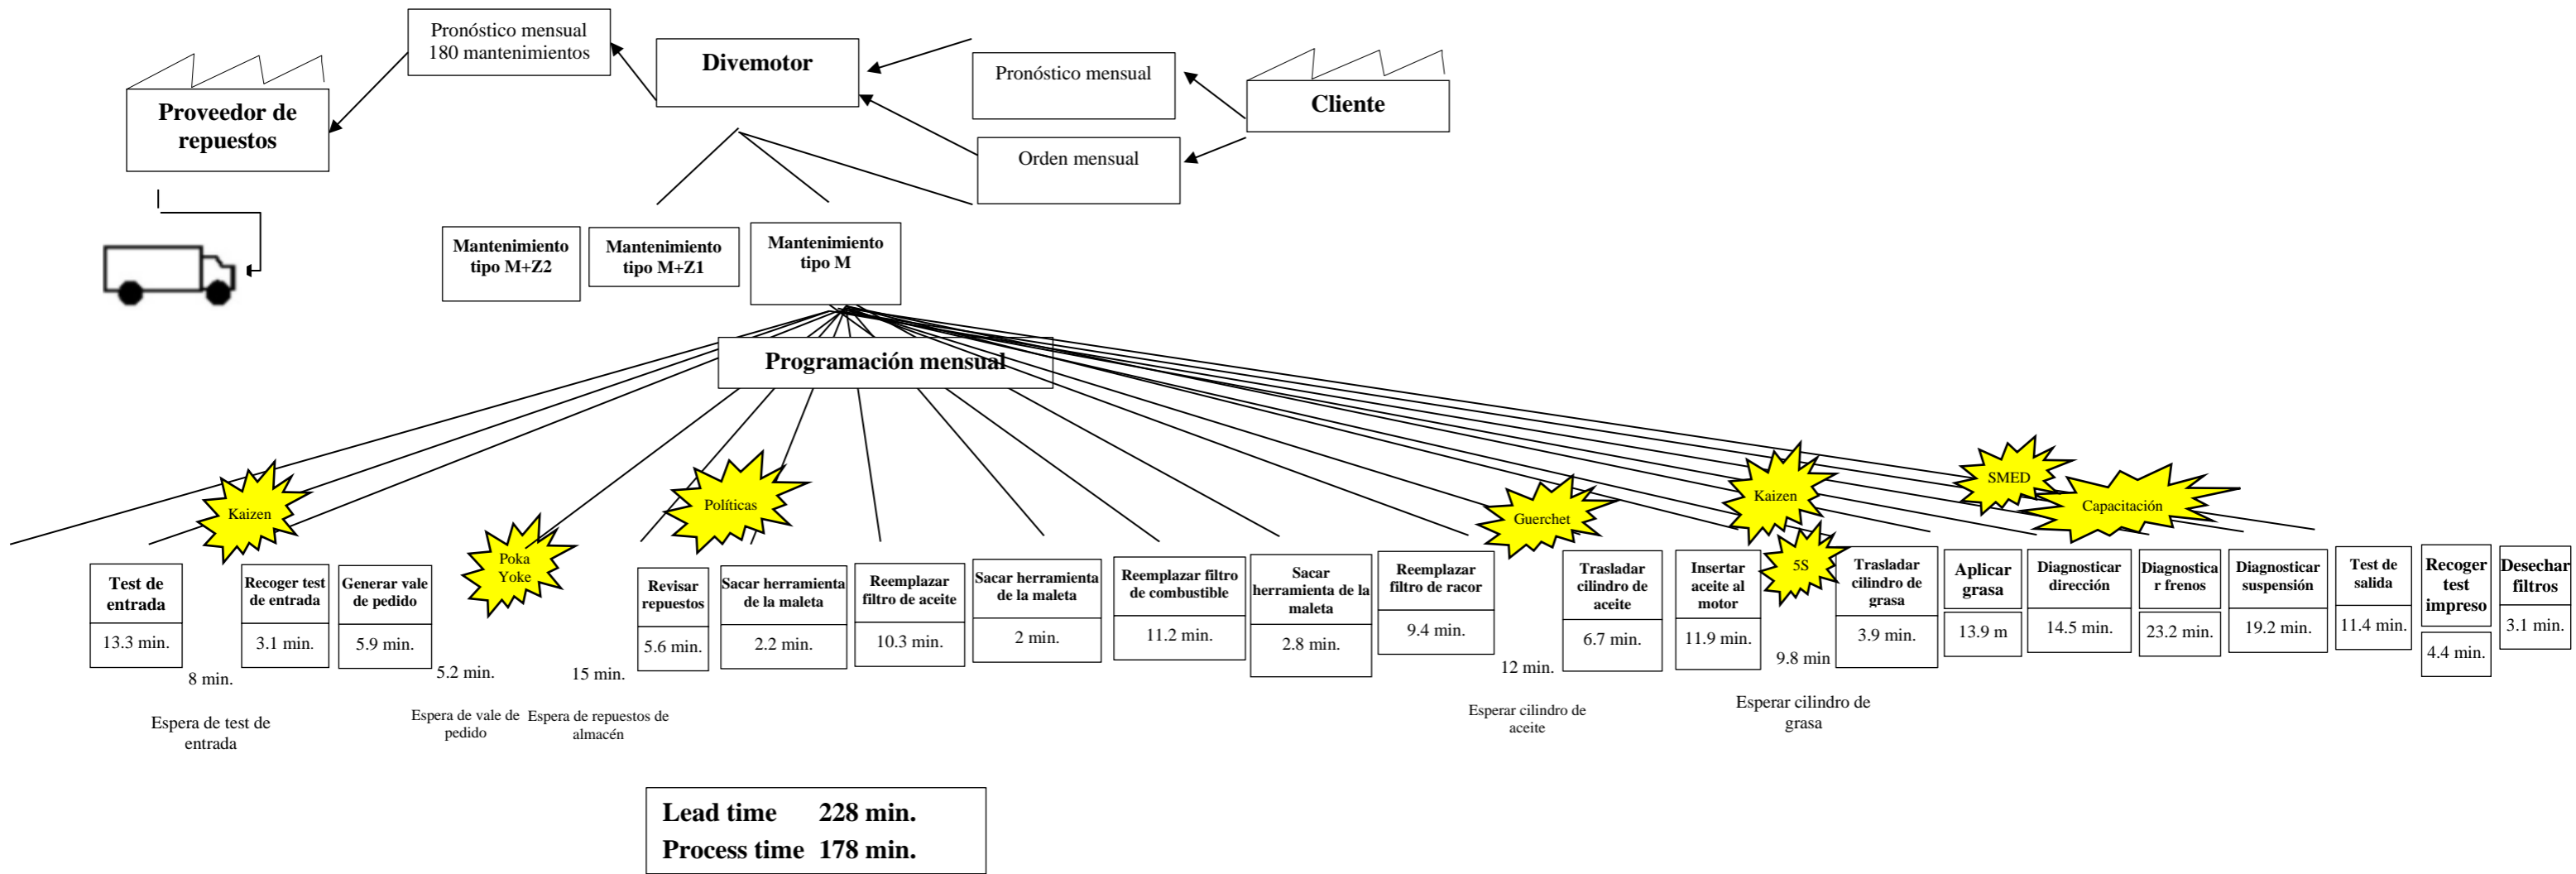 Pronóstico mensual
180 mantenimientos
Divemotor
Pronóstico mensual
Cliente
Proveedor de
repuestos
Orden mensual
Mantenimiento
tipo M+Z2
Mantenimiento
tipo M+Z1
Mantenimiento
tipo M
Programación mensual
Kaizen
Poka
Yoke
Políticas
Guerchet
Kaizen
5S
SMED
Capacitación
Test de
entrada
13.3 min.
8 min.
Espera de test de
entrada
Recoger test
de entrada
3.1 min.
Generar vale
de pedido
5.9 min.
5.2 min.
Espera de vale de
pedido
15 min.
Espera de repuestos de
almacén
Revisar
repuestos
5.6 min.
Sacar herramienta
de la maleta
2.2 min.
Reemplazar
filtro de aceite
10.3 min.
Sacar herramienta
de la maleta
2 min.
Reemplazar filtro
de combustible
11.2 min.
Sacar
herramienta de la
maleta
2.8 min.
Reemplazar
filtro de racor
9.4 min.
12 min.
Esperar cilindro de
aceite
Trasladar
cilindro de
aceite
6.7 min.
Insertar
aceite al
motor
11.9 min.
9.8 min
Esperar cilindro de
grasa
Trasladar
cilindro de
grasa
3.9 min.
Aplicar
grasa
13.9 m
Diagnosticar
dirección
14.5 min.
Diagnostica
r frenos
23.2 min.
Diagnosticar
suspensión
19.2 min.
Test de
salida
11.4 min.
Recoger
test
impreso
4.4 min.
Desechar
filtros
3.1 min.
Lead time 228 min.
Process time 178 min.